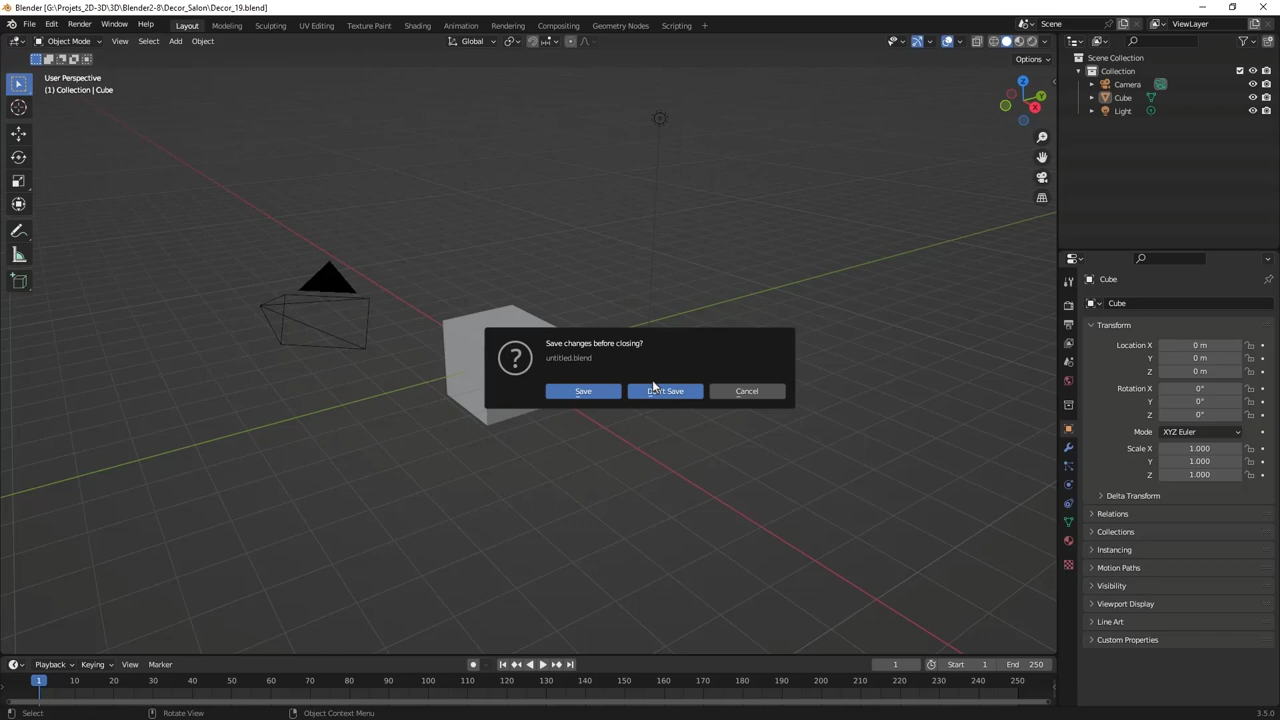 Blender [G:\Projets_2D-3D\3D\Blender2-8\Decor_Salon\Decor_19.blend]
File Edit Render Window Help Layout Modeling Sculpting UV Editing Texture Paint Shading Animation Rendering Compositing Geometry Nodes Scripting + Scene ViewLayer
Object Mode View Select Add Object Global
Options
User Perspective
(1) Collection | Cube
Z
Y
X
Scene Collection
Collection
Camera
Cube
Light
Cube
Cube
Transform
Location X 0 m
Y 0 m
Z 0 m
Rotation X 0°
Y 0°
Z 0°
Mode XYZ Euler
Scale X 1.000
Y 1.000
Z 1.000
Delta Transform
Relations
Collections
Instancing
Motion Paths
Visibility
Viewport Display
Line Art
Custom Properties
Save changes before closing?
untitled.blend
Save Don't Save Cancel
Playback Keying View Marker 1 Start 1 End 250
1 10 20 30 40 50 60 70 80 90 100 110 120 130 140 150 160 170 180 190 200 210 220 230 240 250
Select Rotate View Object Context Menu 3.5.0